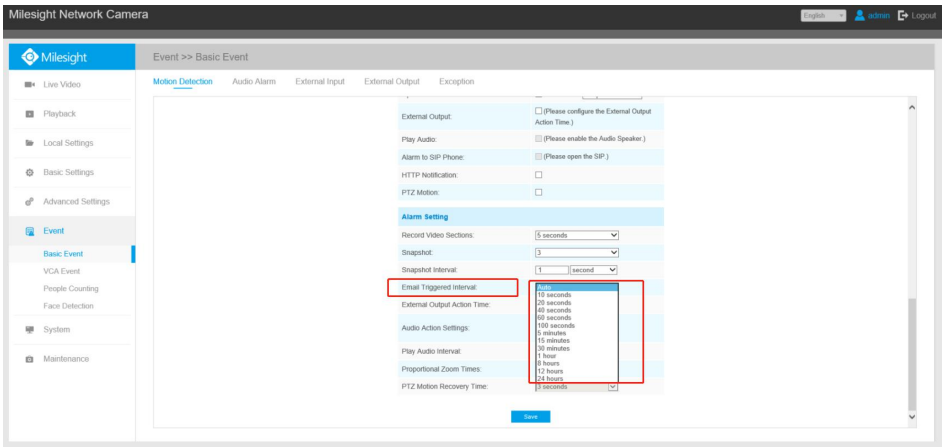 Milesight Network Camera
English
admin
Logout
Milesight
Event >> Basic Event
Live Video
Playback
Local Settings
Basic Settings
Advanced Settings
Event
Basic Event
VCA Event
People Counting
Face Detection
System
Maintenance
Motion Detection Audio Alarm External Input External Output Exception
External Output: (Please configure the External Output
Action Time.)
Play Audio: (Please enable the Audio Speaker.)
Alarm to SIP Phone: (Please open the SIP.)
HTTP Notification:
PTZ Motion:
Alarm Setting
Record Video Sections: 5 seconds
Snapshot: 3
Snapshot Interval: 1 second
Email Triggered Interval:
External Output Action Time:
Audio Action Settings:
Play Audio Interval:
Proportional Zoom Times:
PTZ Motion Recovery Time: 3 seconds
Auto
10 seconds
20 seconds
40 seconds
60 seconds
100 seconds
5 minutes
15 minutes
30 minutes
1 hour
8 hours
12 hours
24 hours
Save